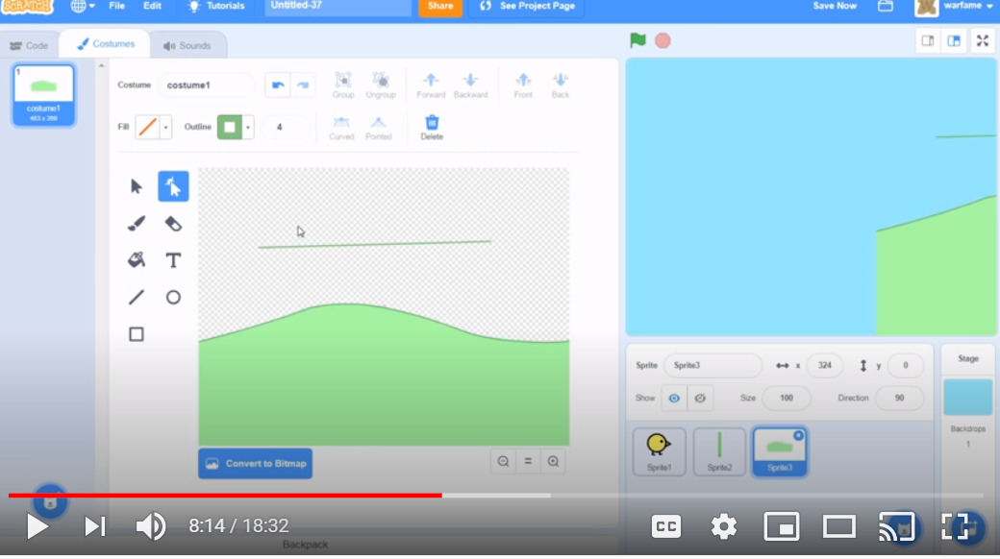 SCRATCH File Edit Tutorials Untitled-37 Share See Project Page Save Now warfame
Code Costumes Sounds
1
costume1
Costume costume1 Group Ungroup Forward Backward Front Back
Fill Outline 4 Curved Pointed Delete
T
Convert to Bitmap =
Sprite Sprite3 x 324 y 0
Show Size 100 Direction 90
Sprite1 Sprite2 Sprite3
Stage
Backdrops
1
8:14 / 18:32 CC
Backpack